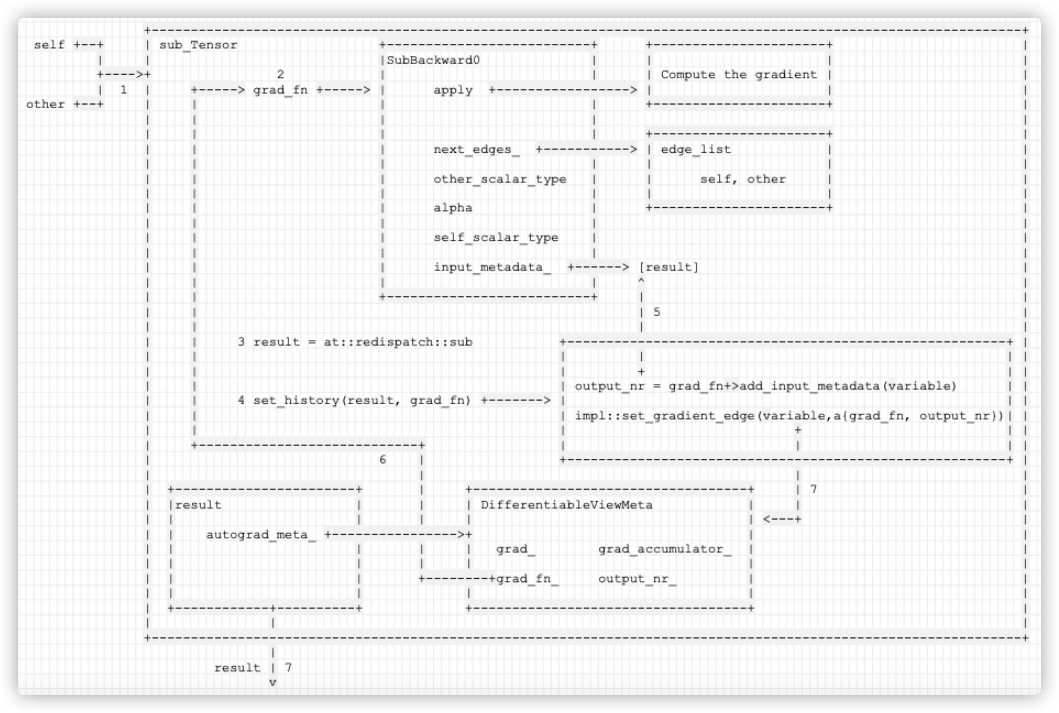 self
sub_Tensor
SubBackward0
2
Compute the gradient
1
grad_fn
apply
other
next_edges_
edge_list
other_scalar_type
self, other
alpha
self_scalar_type
input_metadata_
[result]
5
3 result = at::redispatch::sub
output_nr = grad_fn+>add_input_metadata(variable)
4 set_history(result, grad_fn)
impl::set_gradient_edge(variable,a{grad_fn, output_nr})
6
7
result
DifferentiableViewMeta
autograd_meta_
grad_ grad_accumulator_
grad_fn_ output_nr_
result 7